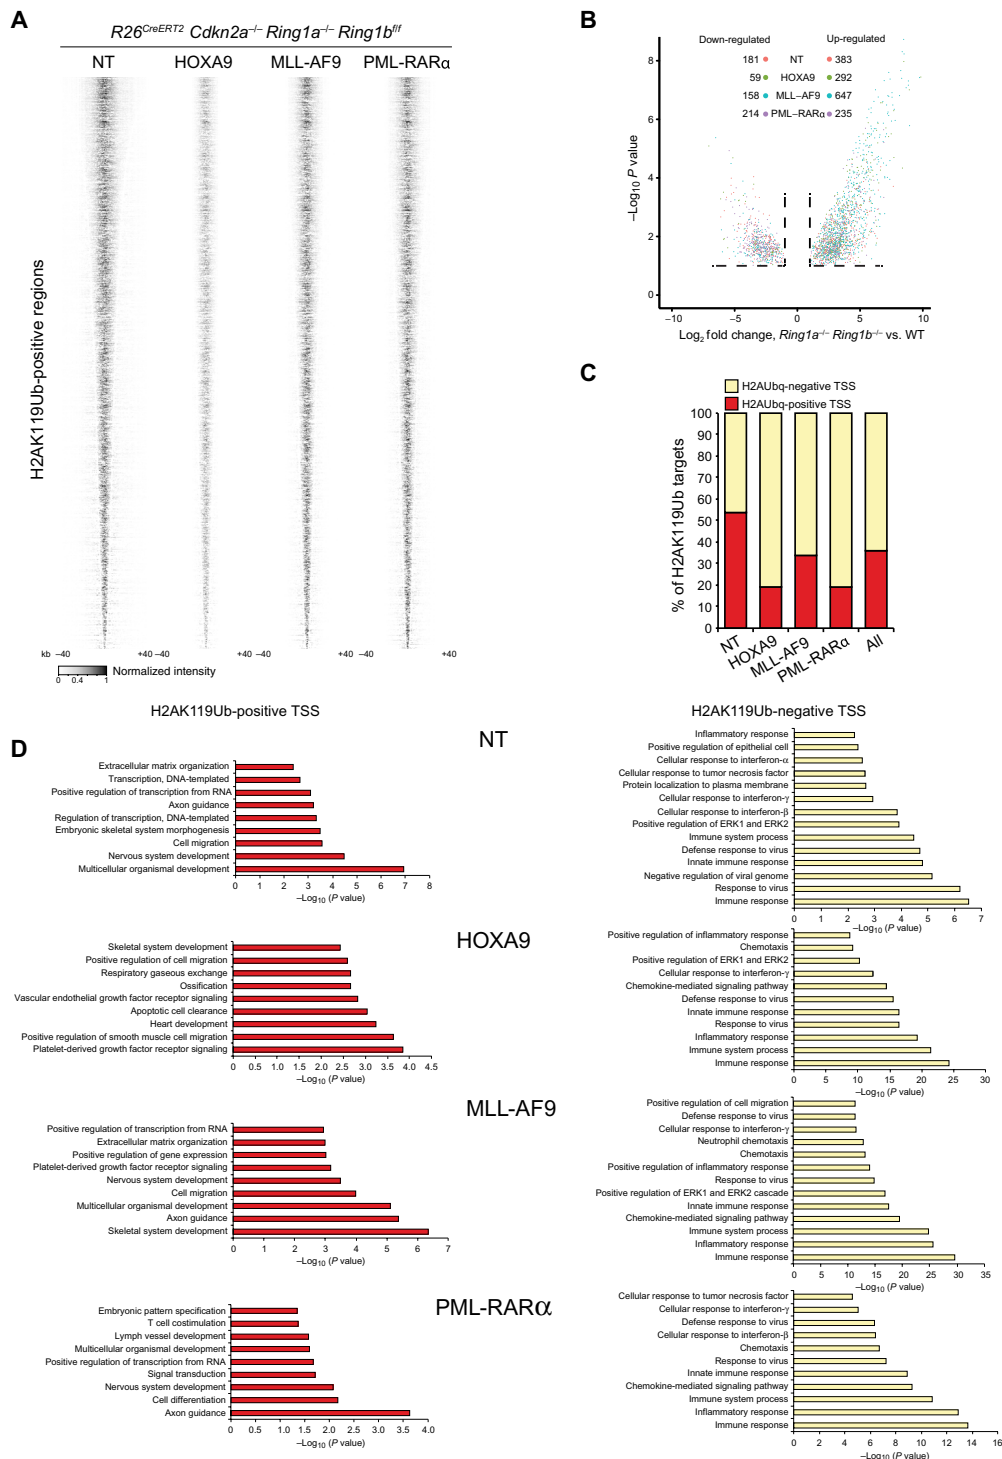 A
R26CreERT2 Cdkn2a–/– Ring1a–/– Ring1bf/f
NT HOXA9 MLL-AF9 PML-RARα
H2AK119Ub-positive regions
kb –40 +40 –40 +40 –40 +40 –40 +40
0 0.4 1 Normalized intensity
B
Down-regulated Up-regulated
181 NT 383
59 HOXA9 292
158 MLL–AF9 647
214 PML–RARα 235
–Log10 P value
8
6
4
2
0
–10 –5 0 5 10
Log2 fold change, Ring1a–/– Ring1b–/– vs. WT
C
H2AUbq-negative TSS
H2AUbq-positive TSS
% of H2AK119Ub targets
100
90
80
70
60
50
40
30
20
10
0
NT HOXA9 MLL-AF9 PML-RARα All
D
H2AK119Ub-positive TSS
H2AK119Ub-negative TSS
NT
Extracellular matrix organization
Transcription, DNA-templated
Positive regulation of transcription from RNA
Axon guidance
Regulation of transcription, DNA-templated
Embryonic skeletal system morphogenesis
Cell migration
Nervous system development
Multicellular organismal development
0 1 2 3 4 5 6 7 8
–Log10 (P value)
Inflammatory response
Positive regulation of epithelial cell
Cellular response to interferon-α
Cellular response to tumor necrosis factor
Protein localization to plasma membrane
Cellular response to interferon-γ
Cellular response to interferon-β
Positive regulation of ERK1 and ERK2
Immune system process
Defense response to virus
Innate immune response
Negative regulation of viral genome
Response to virus
Immune response
0 1 2 3 4 5 6 7
–Log10 (P value)
HOXA9
Skeletal system development
Positive regulation of cell migration
Respiratory gaseous exchange
Ossification
Vascular endothelial growth factor receptor signaling
Apoptotic cell clearance
Heart development
Positive regulation of smooth muscle cell migration
Platelet-derived growth factor receptor signaling
0 0.5 1.0 1.5 2.0 2.5 3.0 3.5 4.0 4.5
–Log10 (P value)
Positive regulation of inflammatory response
Chemotaxis
Positive regulation of ERK1 and ERK2
Cellular response to interferon-γ
Chemokine-mediated signaling pathway
Defense response to virus
Innate immune response
Response to virus
Inflammatory response
Immune system process
Immune response
0 5 10 15 20 25 30
–Log10 (P value)
MLL-AF9
Positive regulation of transcription from RNA
Extracellular matrix organization
Positive regulation of gene expression
Platelet-derived growth factor receptor signaling
Nervous system development
Cell migration
Multicellular organismal development
Axon guidance
Skeletal system development
0 1 2 3 4 5 6 7
–Log10 (P value)
Positive regulation of cell migration
Defense response to virus
Cellular response to interferon-γ
Neutrophil chemotaxis
Chemotaxis
Positive regulation of inflammatory response
Response to virus
Positive regulation of ERK1 and ERK2 cascade
Innate immune response
Chemokine-mediated signaling pathway
Immune system process
Inflammatory response
Immune response
0 5 10 15 20 25 30 35
–Log10 (P value)
PML-RARα
Embryonic pattern specification
T cell costimulation
Lymph vessel development
Multicellular organismal development
Positive regulation of transcription from RNA
Signal transduction
Nervous system development
Cell differentiation
Axon guidance
0 0.5 1.0 1.5 2.0 2.5 3.0 3.5 4.0
–Log10 (P value)
Cellular response to tumor necrosis factor
Cellular response to interferon-γ
Defense response to virus
Cellular response to interferon-β
Chemotaxis
Response to virus
Innate immune response
Chemokine-mediated signaling pathway
Immune system process
Inflammatory response
Immune response
0 2 4 6 8 10 12 14 16
–Log10 (P value)